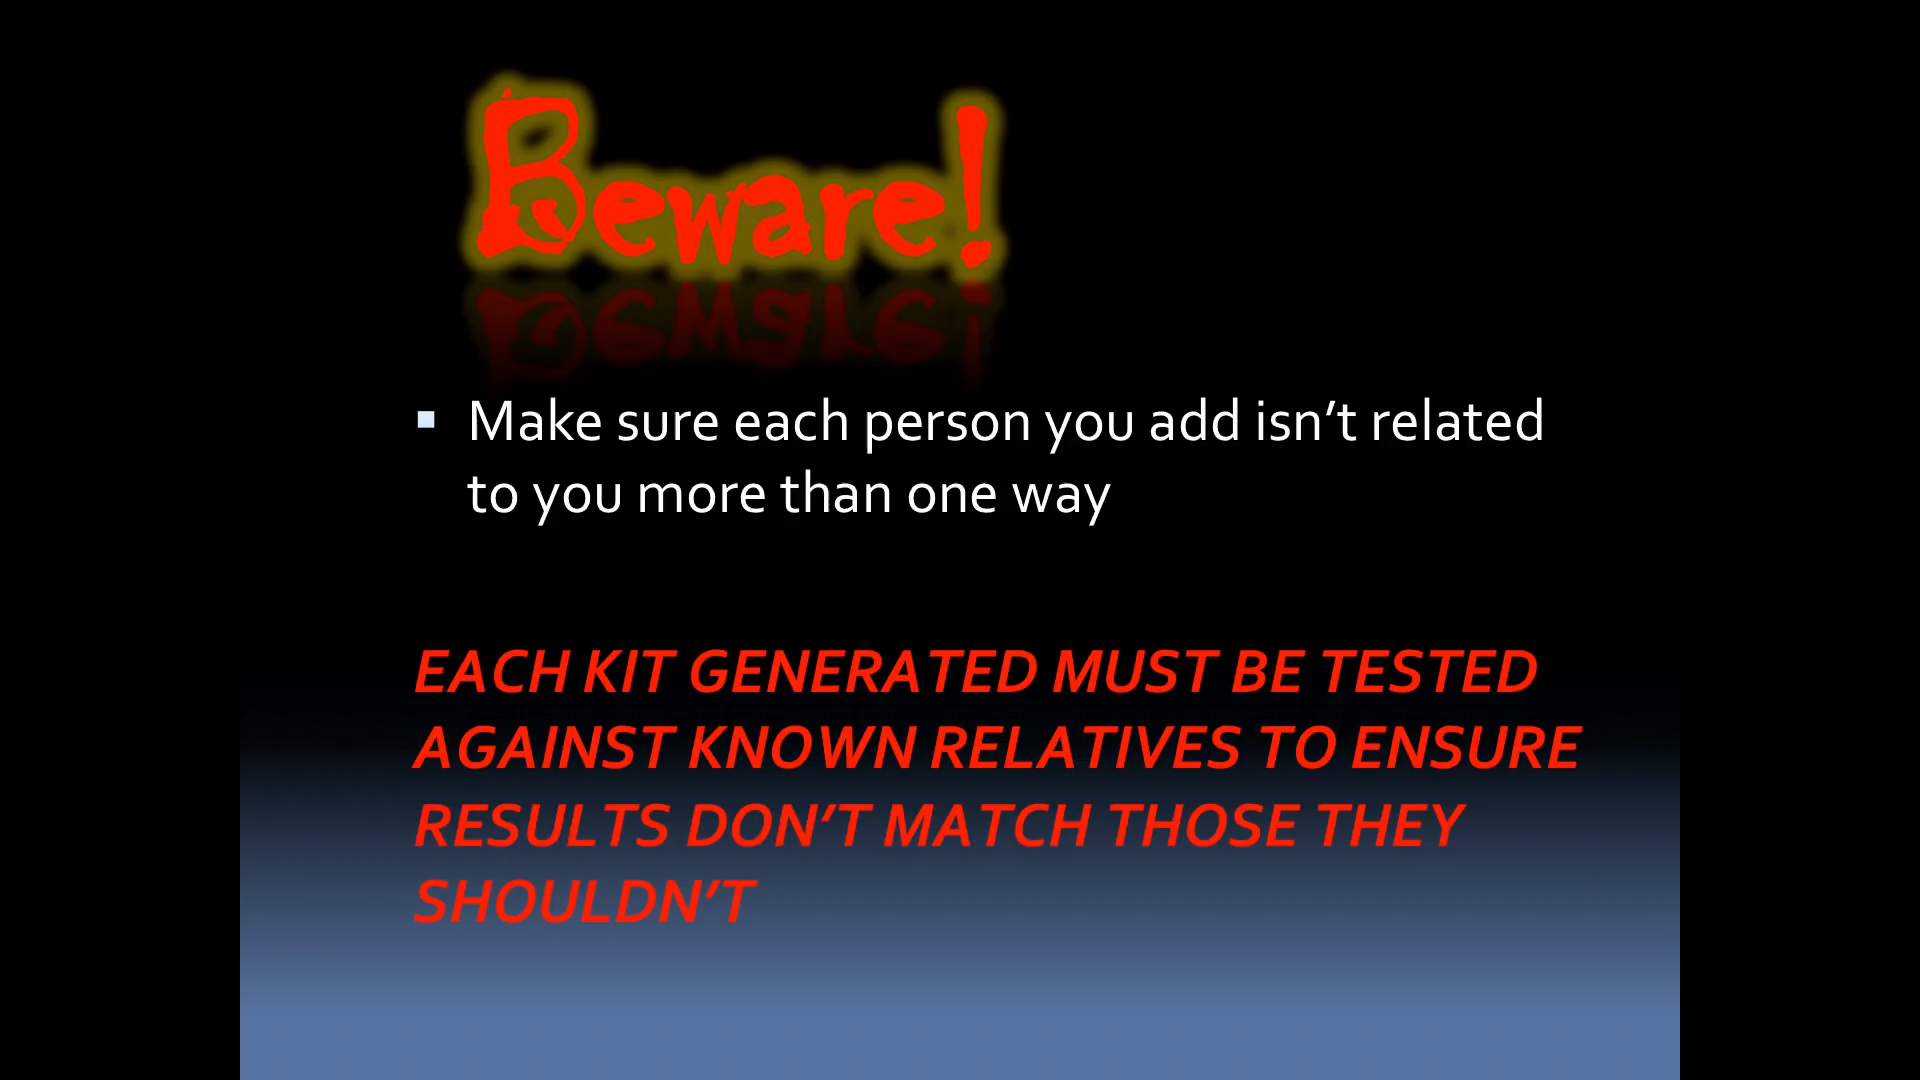 Beware!
Make sure each person you add isn’t related
to you more than one way
EACH KIT GENERATED MUST BE TESTED
AGAINST KNOWN RELATIVES TO ENSURE
RESULTS DON’T MATCH THOSE THEY
SHOULDN’T